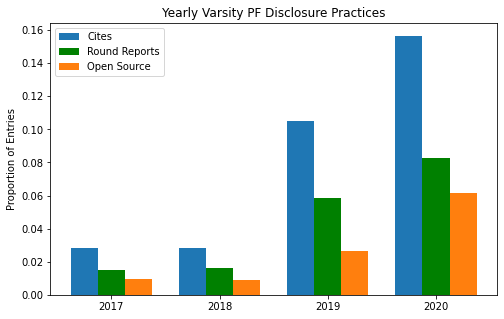 Yearly Varsity PF Disclosure Practices
Cites
Round Reports
Open Source
Proportion of Entries
0.16
0.14
0.12
0.10
0.08
0.06
0.04
0.02
0.00
2017 2018 2019 2020